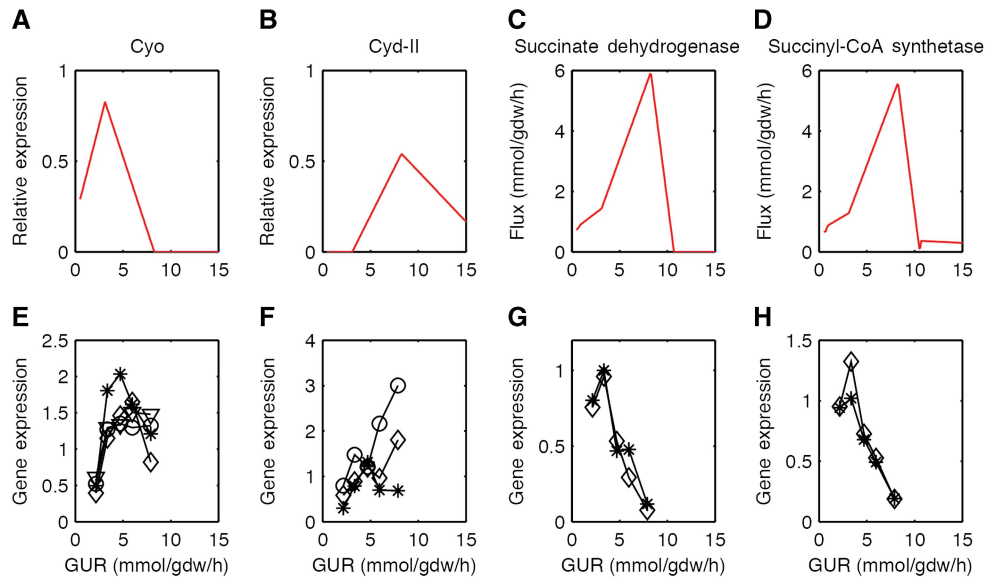 A B C D
Cyo Cyd-II Succinate dehydrogenase Succinyl-CoA synthetase
Relative expression
1
0.5
0
0 5 10 15
Relative expression
1
0.5
0
0 5 10 15
Flux (mmol/gdw/h)
6
4
2
0
0 5 10 15
Flux (mmol/gdw/h)
6
4
2
0
0 5 10 15
E F G H
Gene expression
2.5
2
1.5
1
0.5
0
0 5 10 15
GUR (mmol/gdw/h)
Gene expression
4
3
2
1
0
0 5 10 15
GUR (mmol/gdw/h)
Gene expression
1
0.5
0
0 5 10 15
GUR (mmol/gdw/h)
Gene expression
1.5
1
0.5
0
0 5 10 15
GUR (mmol/gdw/h)